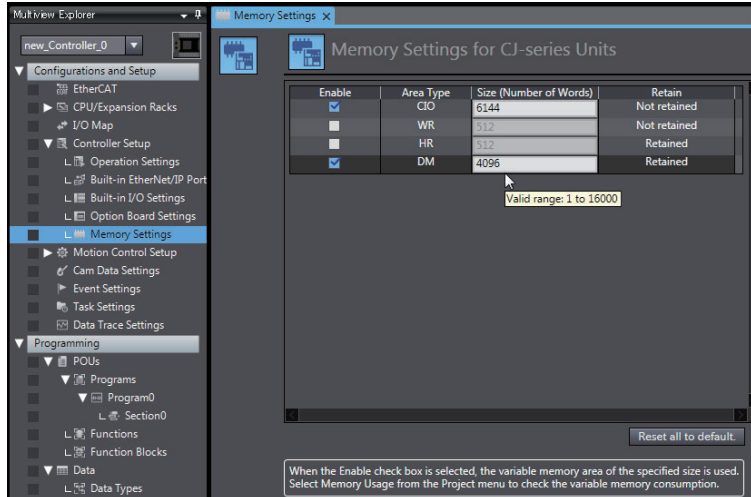 Multiview Explorer
new_Controller_0
Configurations and Setup
EtherCAT
CPU/Expansion Racks
I/O Map
Controller Setup
Operation Settings
Built-in EtherNet/IP Port
Built-in I/O Settings
Option Board Settings
Memory Settings
Motion Control Setup
Cam Data Settings
Event Settings
Task Settings
Data Trace Settings
Programming
POUs
Programs
Program0
Section0
Functions
Function Blocks
Data
Data Types
Memory Settings
Memory Settings for CJ-series Units
Enable Area Type Size (Number of Words) Retain
CIO 6144 Not retained
WR 512 Not retained
HR 512 Retained
DM 4096 Retained
Valid range: 1 to 16000
Reset all to default.
When the Enable check box is selected, the variable memory area of the specified size is used.
Select Memory Usage from the Project menu to check the variable memory consumption.